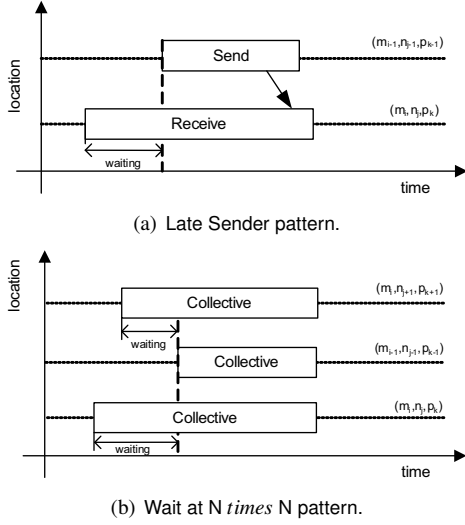 location
Send
(m_{i-1},n_{j-1},p_{k-1})
Receive
(m_i,n_j,p_k)
waiting
time
(a) Late Sender pattern.
location
Collective
(m_i,n_{j+1},p_{k+1})
waiting
Collective
(m_{i-1},n_{j-1},p_{k-1})
Collective
(m_i,n_j,p_k)
waiting
time
(b) Wait at N times N pattern.